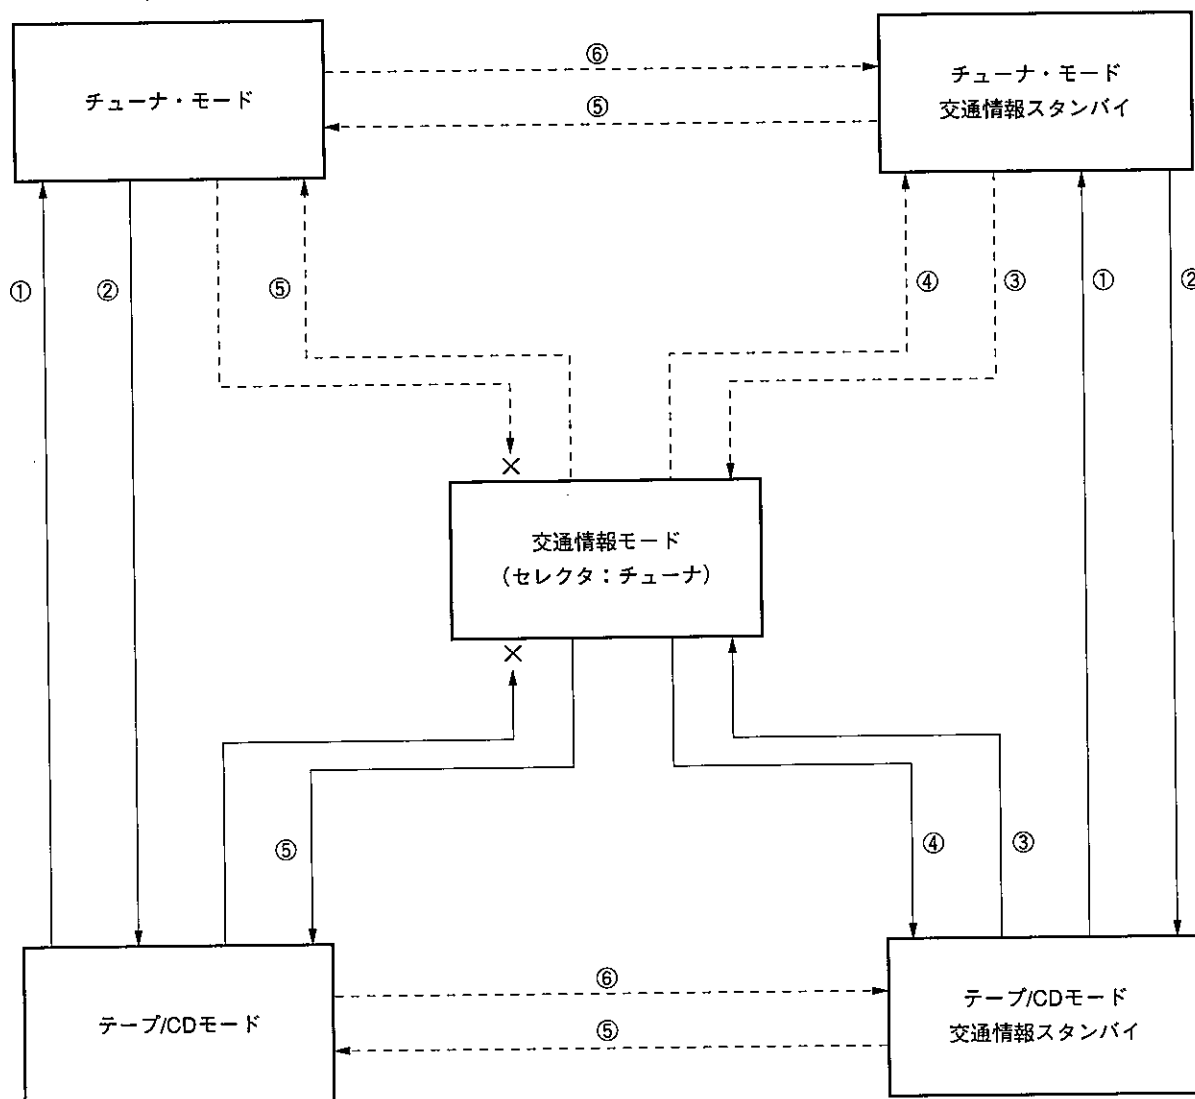 ⑥
チューナ・モード
チューナ・モード
交通情報スタンバイ
⑤
①
②
⑤
④
③
①
②
×
交通情報モード
(セレクタ：チューナ)
×
⑤
④
③
⑥
テープ/CDモード
テープ/CDモード
交通情報スタンバイ
⑤